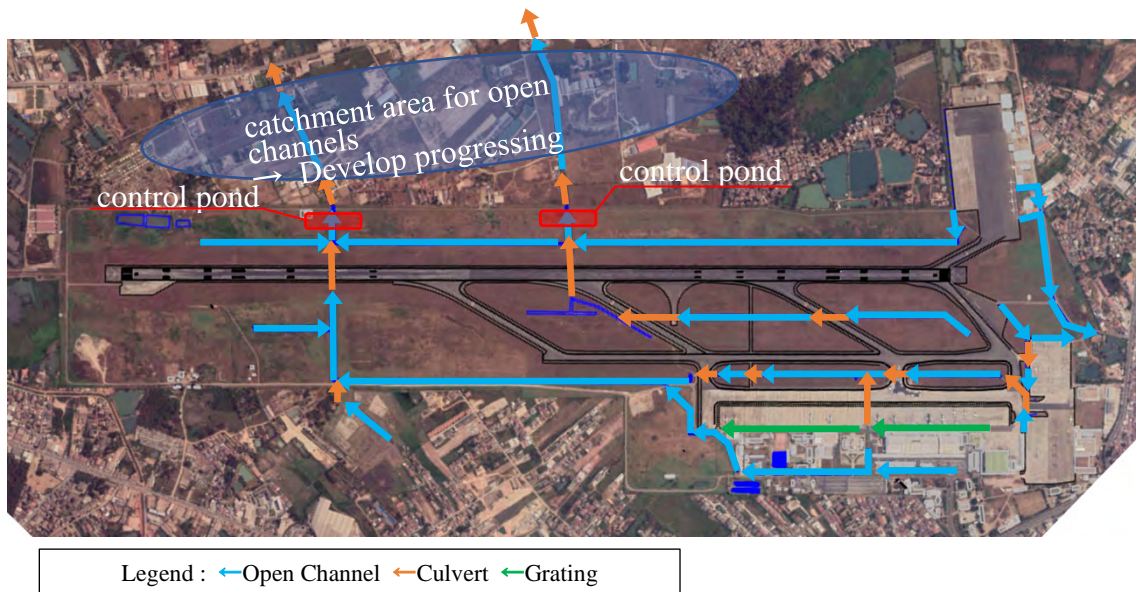 catchment area for open
channels
→ Develop progressing
control pond
control pond
Legend : ←Open Channel ←Culvert ←Grating